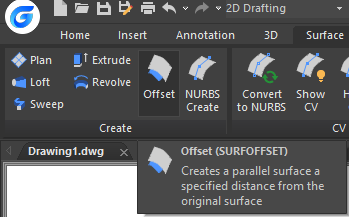 2D Drafting
Home Insert Annotation 3D Surface
Plan Extrude
Loft Revolve
Sweep
Offset
NURBS
Create
Convert
to NURBS
Show
CV
Create
CV
Drawing1.dwg
Offset (SURFOFFSET)
Creates a parallel surface a
specified distance from the
original surface